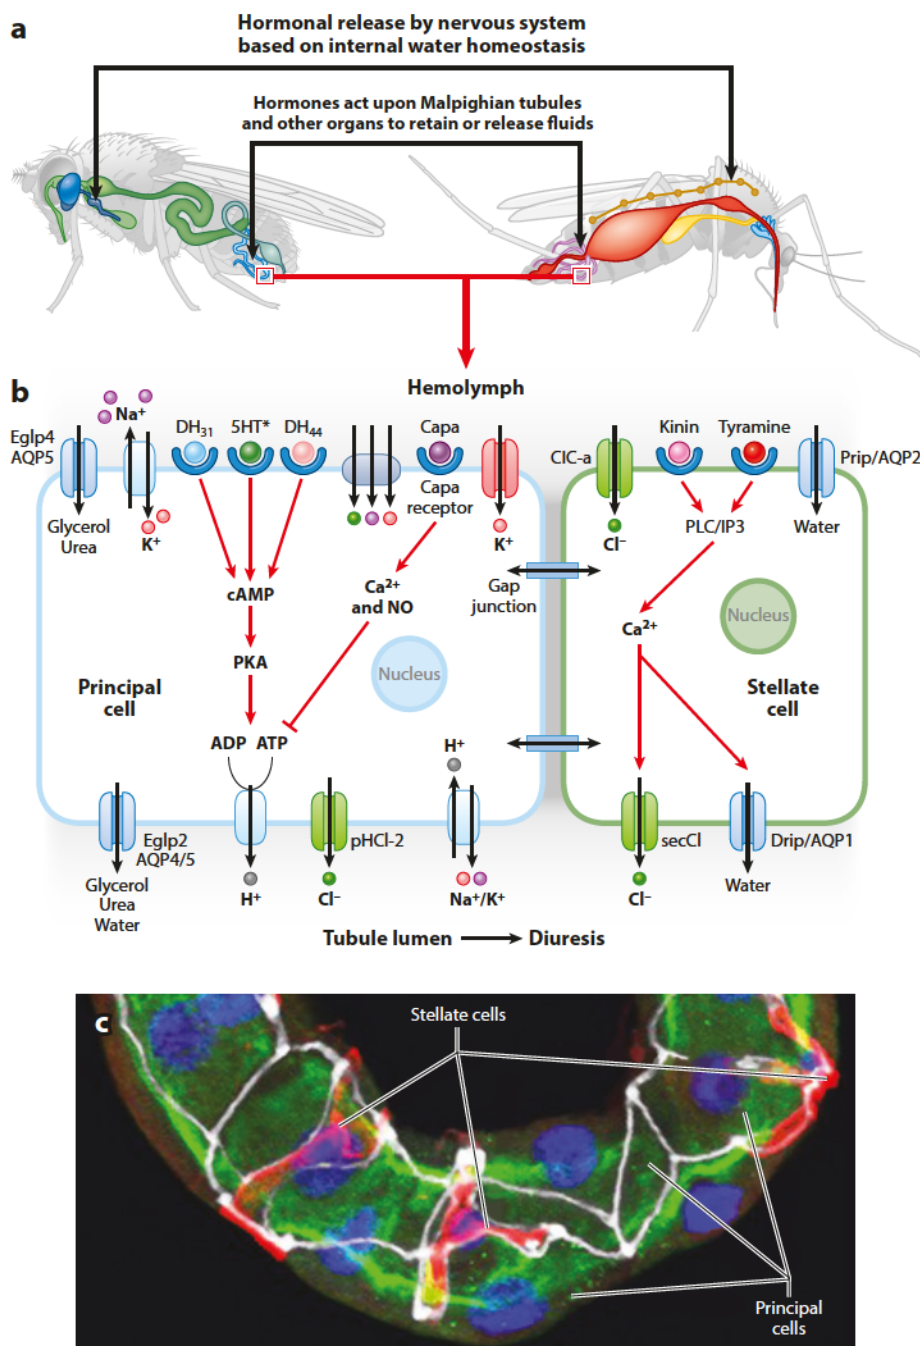 a
Hormonal release by nervous system
based on internal water homeostasis
Hormones act upon Malpighian tubules
and other organs to retain or release fluids
b
Hemolymph
Eglp4
AQP5
Na⁺
DH₃₁
5HT*
DH₄₄
Capa
ClC-a
Kinin
Tyramine
Prip/AQP2
Glycerol
Urea
K⁺
Capa
receptor
K⁺
Cl⁻
PLC/IP3
Water
cAMP
Ca²⁺
and NO
Gap
junction
Ca²⁺
Nucleus
PKA
Nucleus
Principal
cell
Stellate
cell
ADP ATP
H⁺
Eglp2
AQP4/5
pHCl-2
secCl
Drip/AQP1
Glycerol
Urea
Water
H⁺
Cl⁻
Na⁺/K⁺
Cl⁻
Water
Tubule lumen
Diuresis
c
Stellate cells
Principal
cells